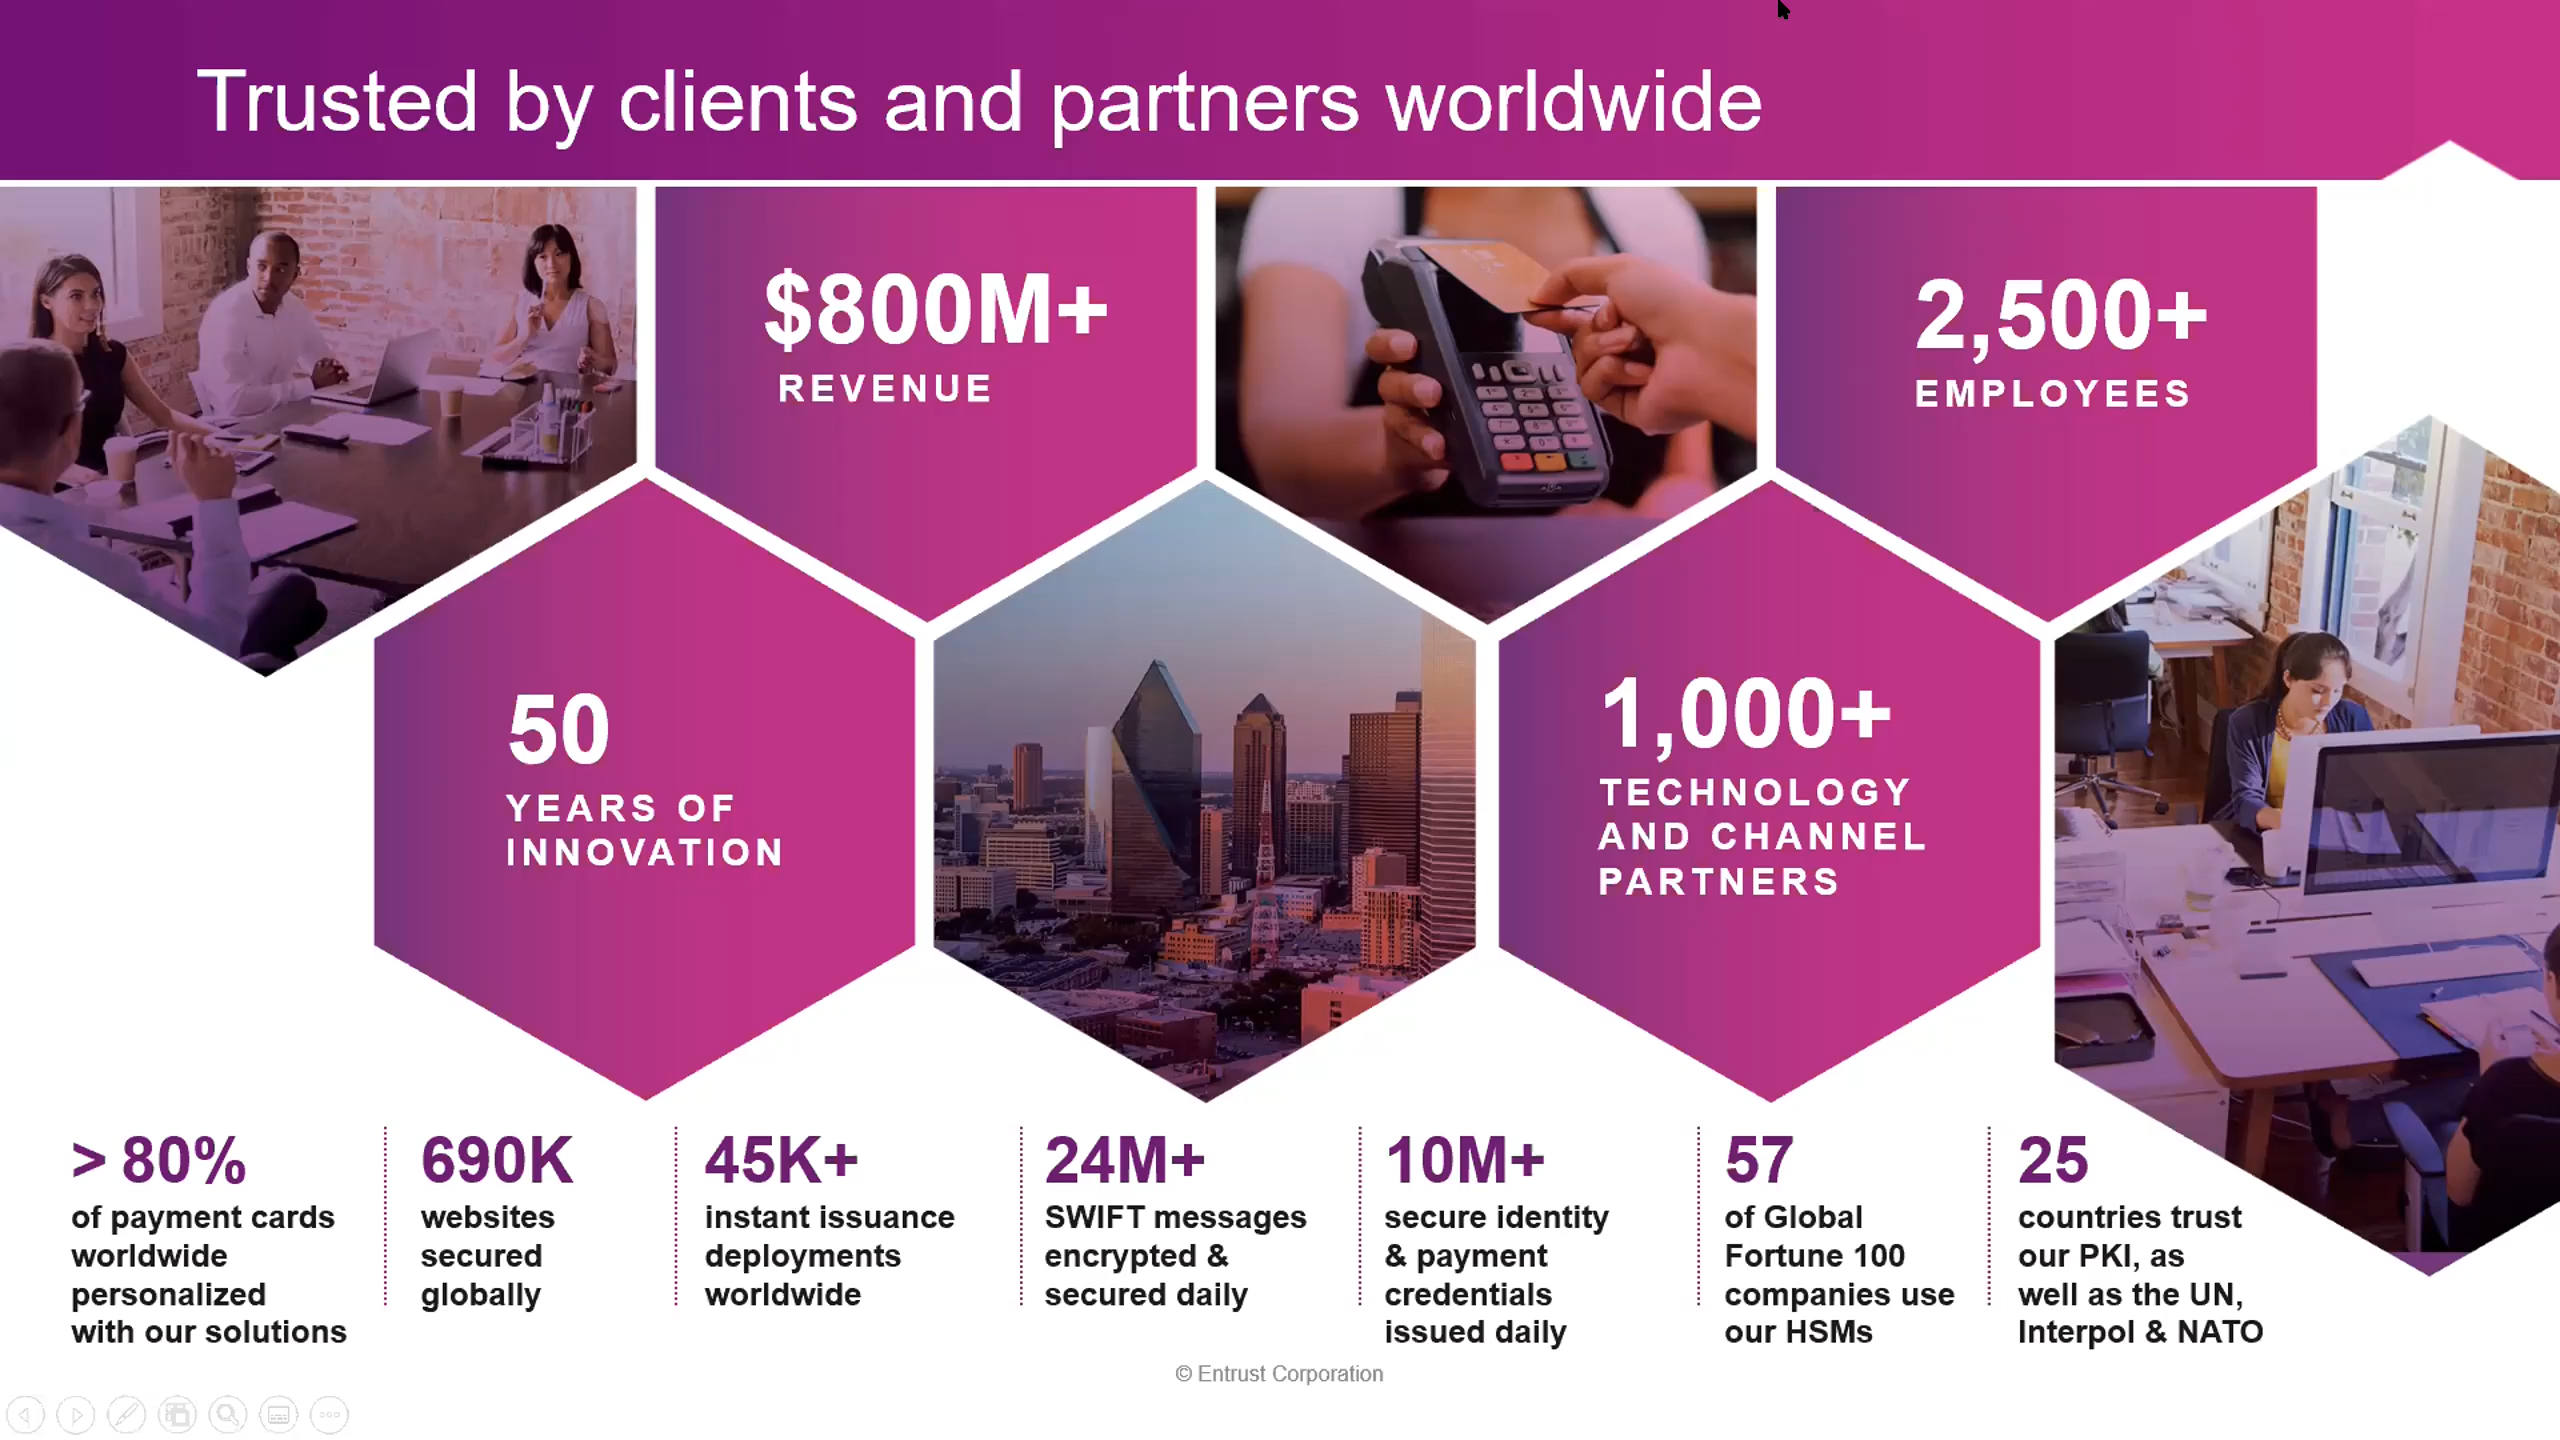 Trusted by clients and partners worldwide
$800M+
REVENUE
2,500+
EMPLOYEES
50
YEARS OF
INNOVATION
1,000+
TECHNOLOGY
AND CHANNEL
PARTNERS
> 80%
of payment cards
worldwide
personalized
with our solutions
690K
websites
secured
globally
45K+
instant issuance
deployments
worldwide
24M+
SWIFT messages
encrypted &
secured daily
10M+
secure identity
& payment
credentials
issued daily
57
of Global
Fortune 100
companies use
our HSMs
25
countries trust
our PKI, as
well as the UN,
Interpol & NATO
© Entrust Corporation